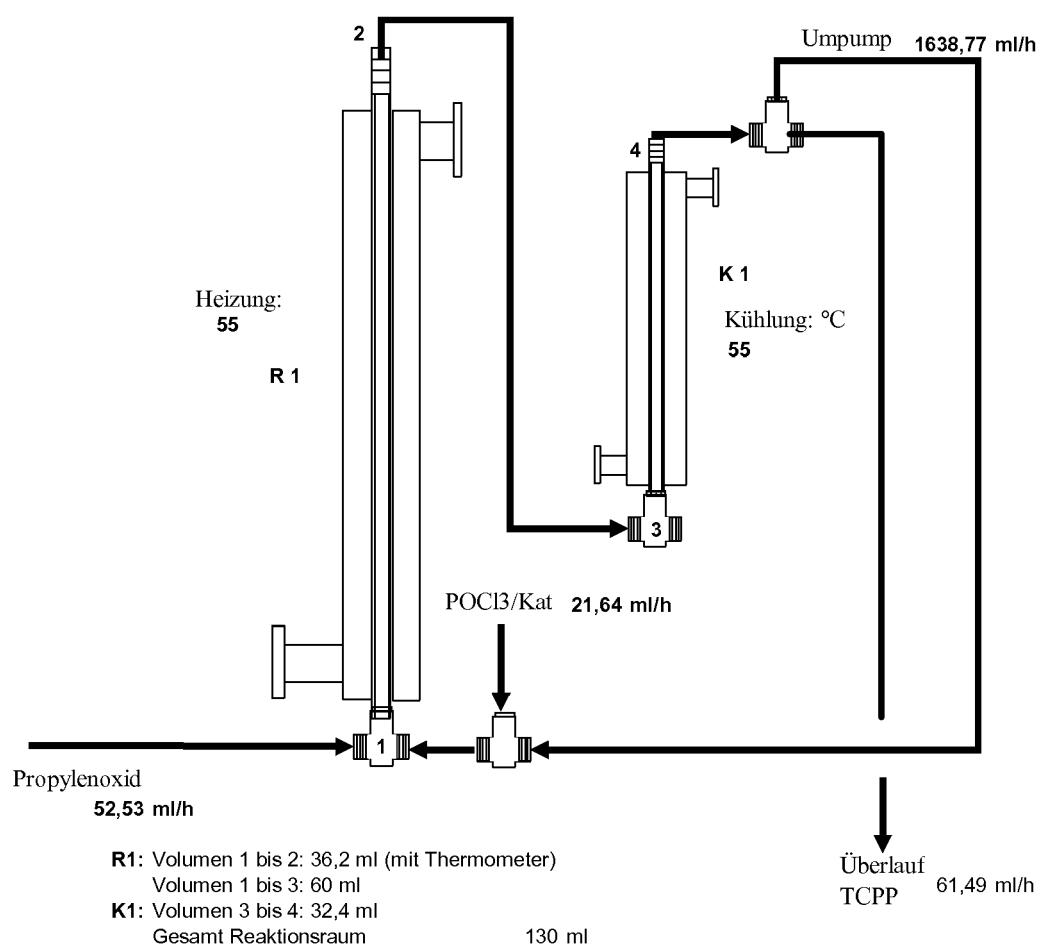 2
Umpump 1638,77 ml/h
4
K 1
Heizung:
55
Kühlung: °C
55
R 1
3
POCl3/Kat 21,64 ml/h
1
Propylenoxid
52,53 ml/h
R1: Volumen 1 bis 2: 36,2 ml (mit Thermometer)
Volumen 1 bis 3: 60 ml
K1: Volumen 3 bis 4: 32,4 ml
Gesamt Reaktionsraum 130 ml
Überlauf
TCPP 61,49 ml/h